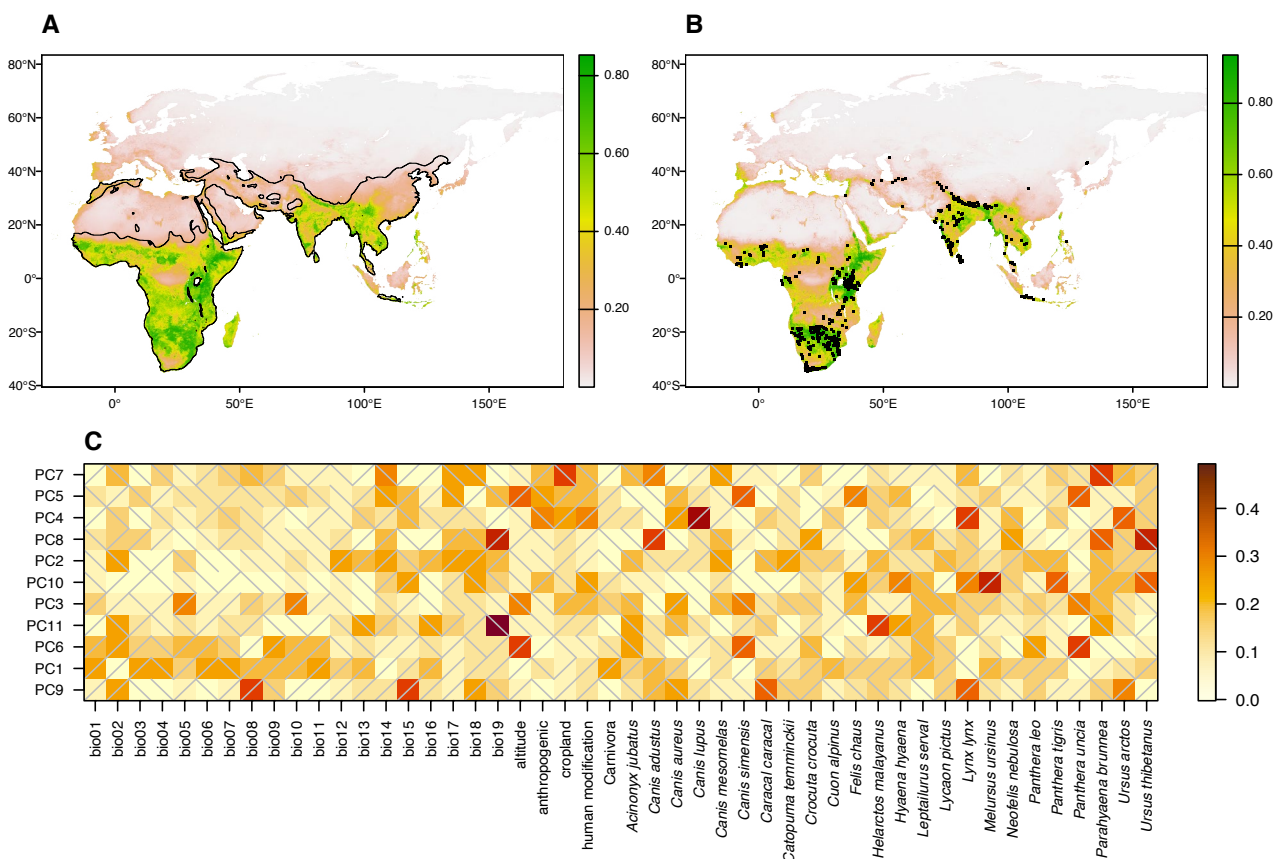 A
B
80°N
60°N
40°N
20°N
0°
20°S
40°S
0°
50°E
100°E
150°E
0.80
0.60
0.40
0.20
80°N
60°N
40°N
20°N
0°
20°S
40°S
0°
50°E
100°E
150°E
0.80
0.60
0.40
0.20
C
PC7
PC5
PC4
PC8
PC2
PC10
PC3
PC11
PC6
PC1
PC9
bio01
bio02
bio03
bio04
bio05
bio06
bio07
bio08
bio09
bio10
bio11
bio12
bio13
bio14
bio15
bio16
bio17
bio18
bio19
altitude
anthropogenic
cropland
human modification
Carnivora
Acinonyx jubatus
Canis adustus
Canis aureus
Canis lupus
Canis mesomelas
Canis simensis
Caracal caracal
Catopuma temminckii
Crocuta crocuta
Cuon alpinus
Felis chaus
Helarctos malayanus
Hyaena hyaena
Leptailurus serval
Lycaon pictus
Lynx lynx
Melursus ursinus
Neofelis nebulosa
Panthera leo
Panthera tigris
Panthera uncia
Parahyaena brunnea
Ursus arctos
Ursus thibetanus
0.4
0.3
0.2
0.1
0.0